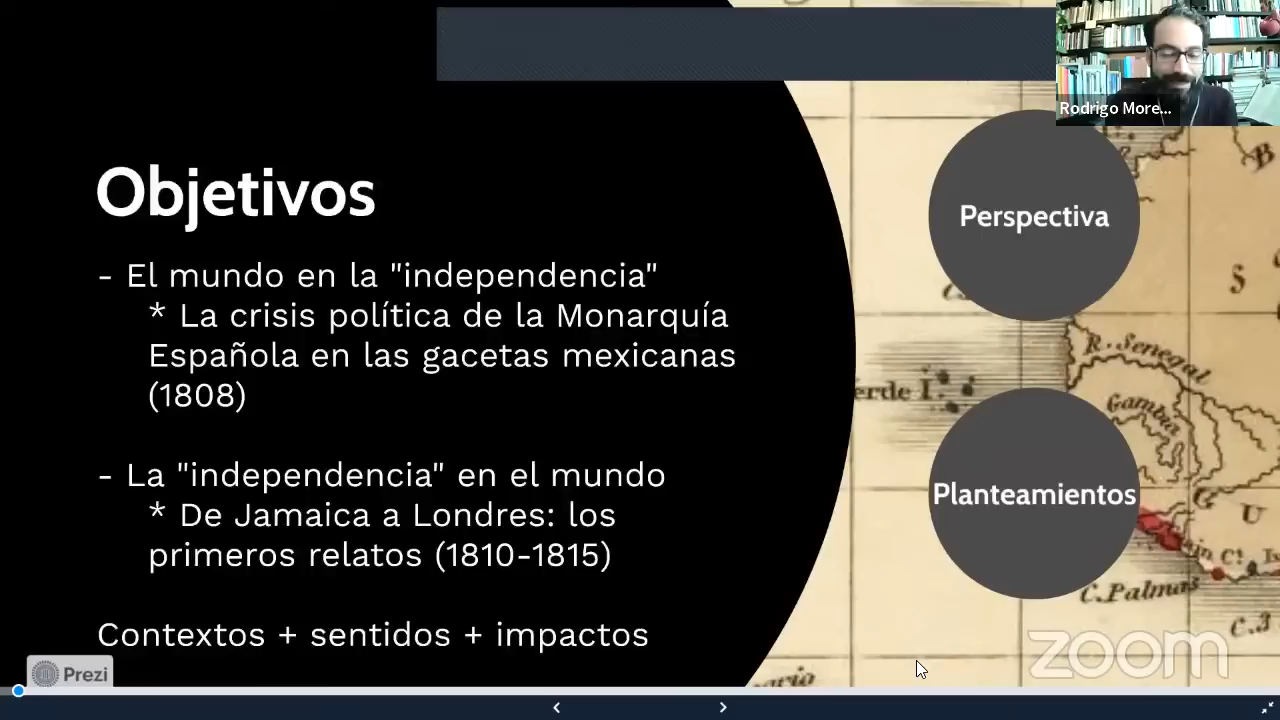 Rodrigo More...
Objetivos
- El mundo en la "independencia"
* La crisis política de la Monarquía
Española en las gacetas mexicanas
(1808)
- La "independencia" en el mundo
* De Jamaica a Londres: los
primeros relatos (1810-1815)
Contextos + sentidos + impactos
Perspectiva
Planteamientos
B
S
R. Senegal
erde I.
Gambia
G U
C. Palmas
C.3
zoom
Prezi